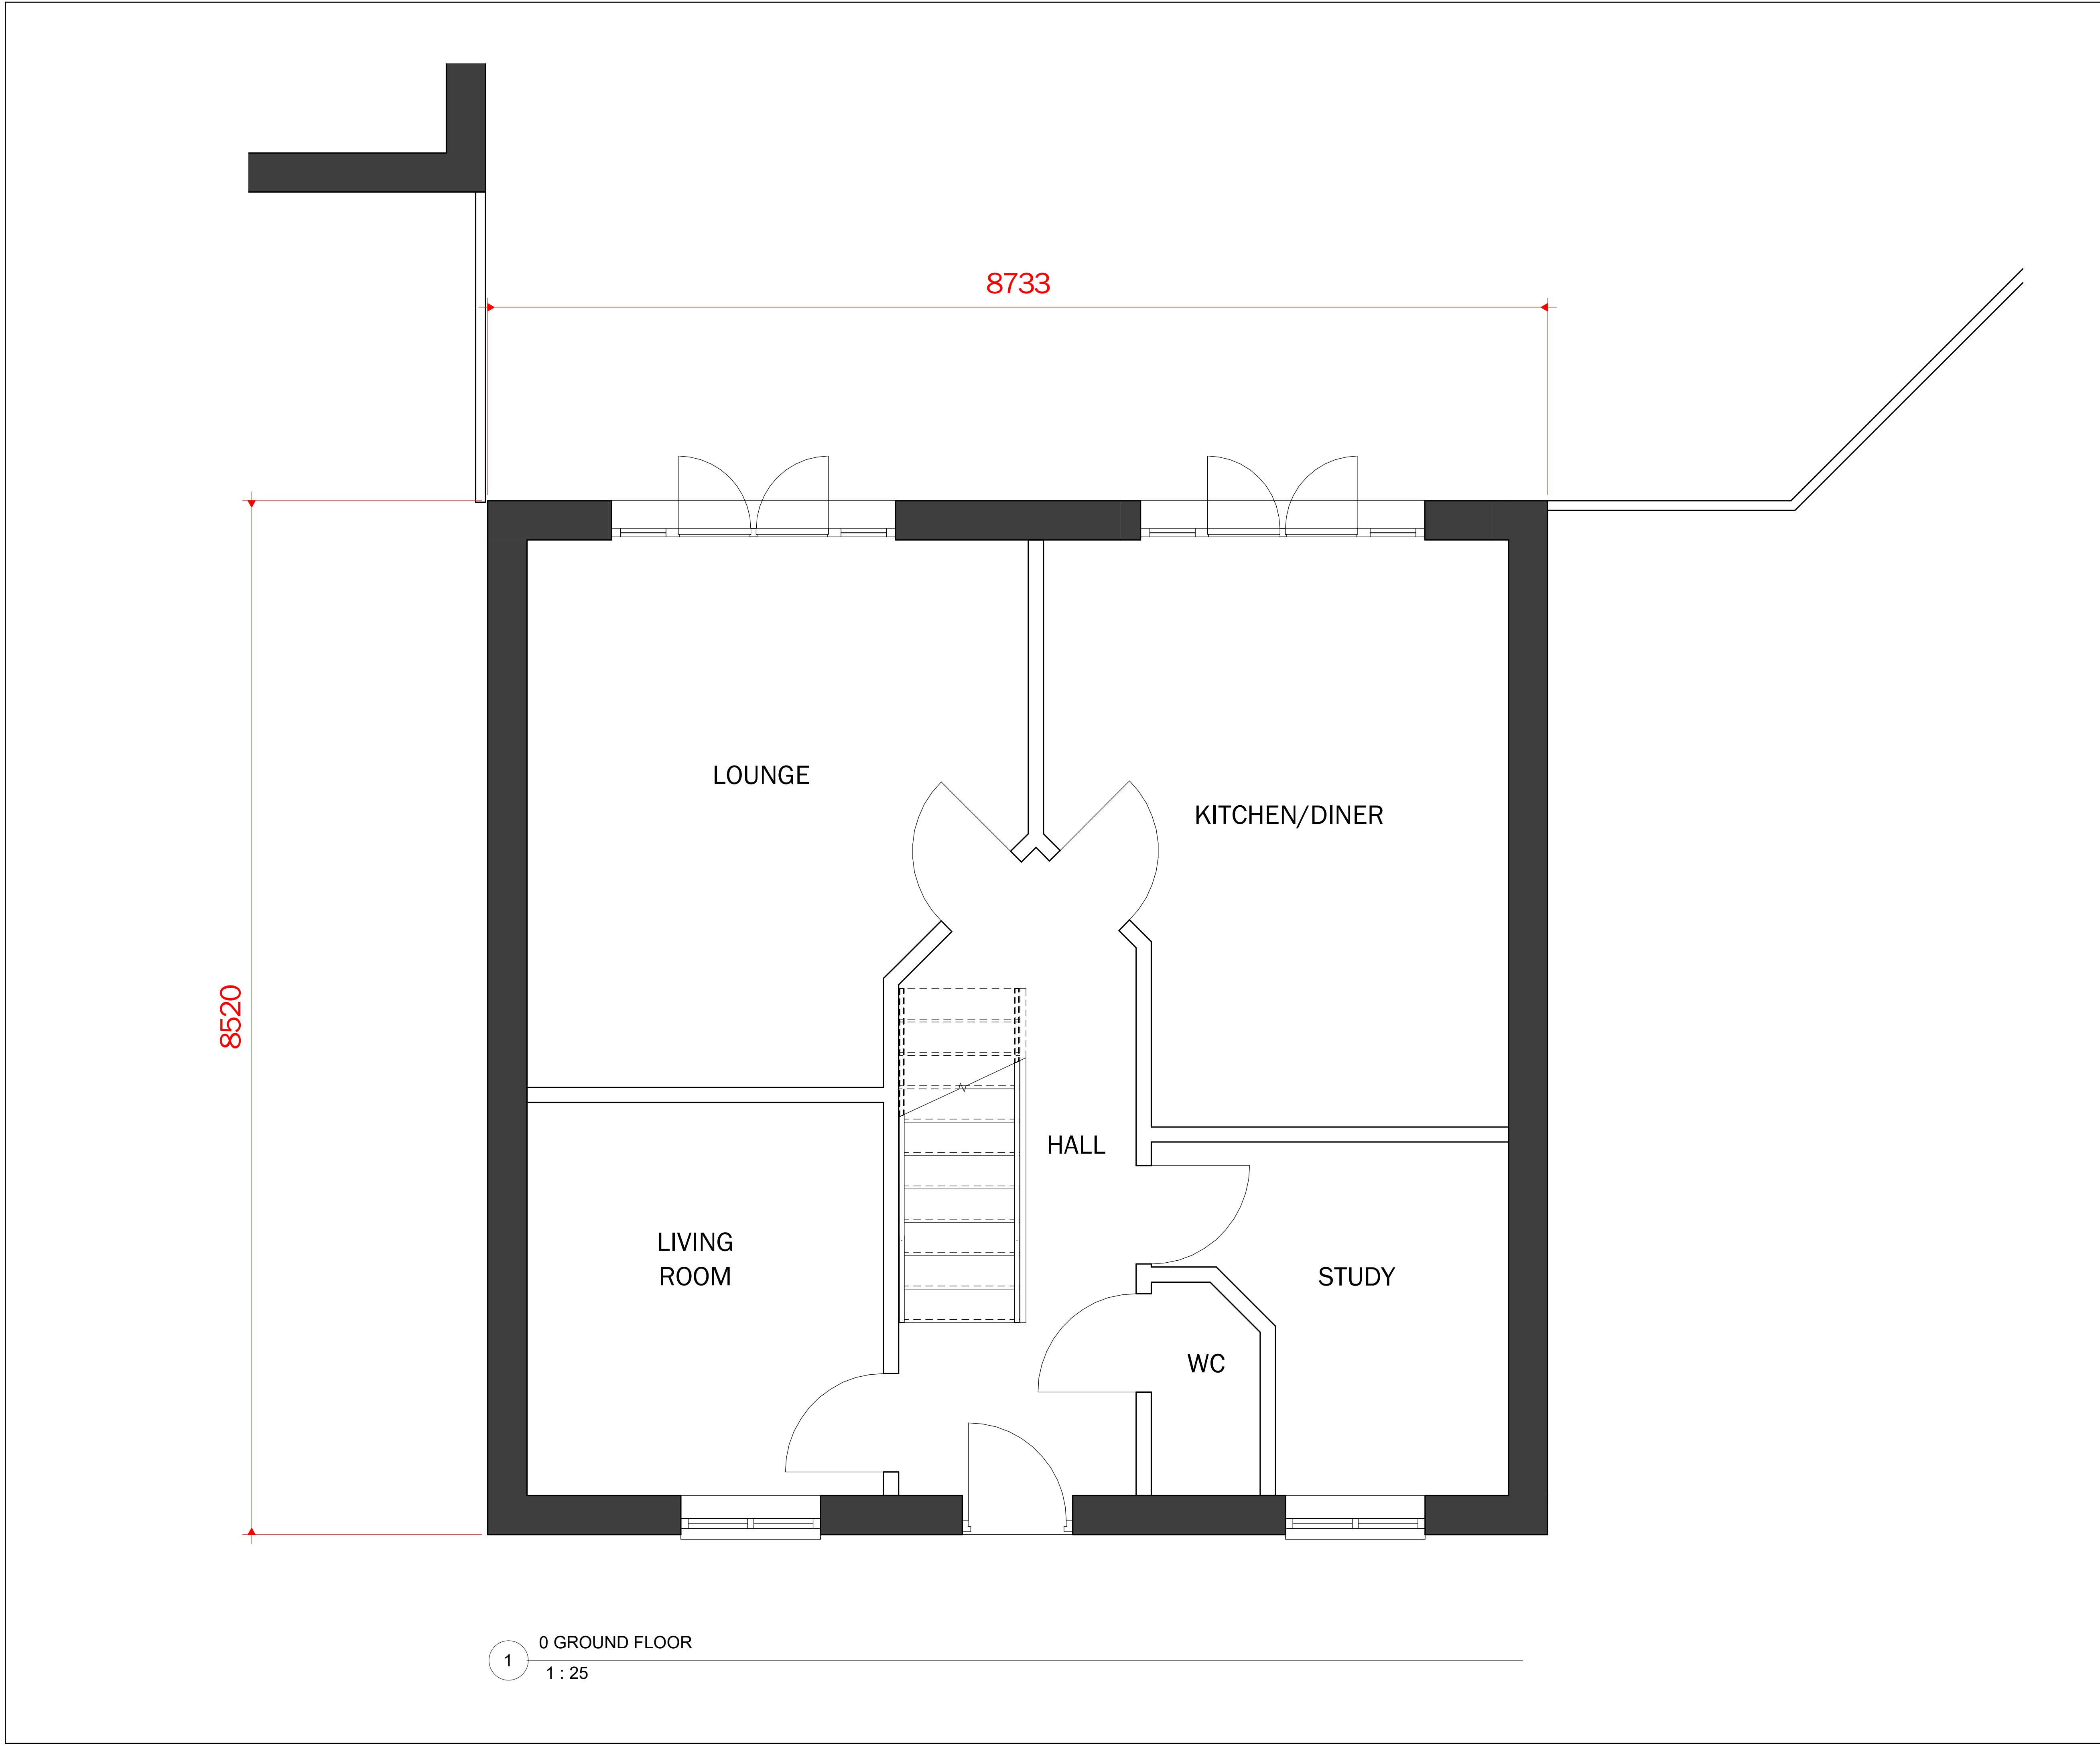 8733
8520
LOUNGE
KITCHEN/DINER
HALL
LIVING
ROOM
STUDY
WC
1
0 GROUND FLOOR
1 : 25